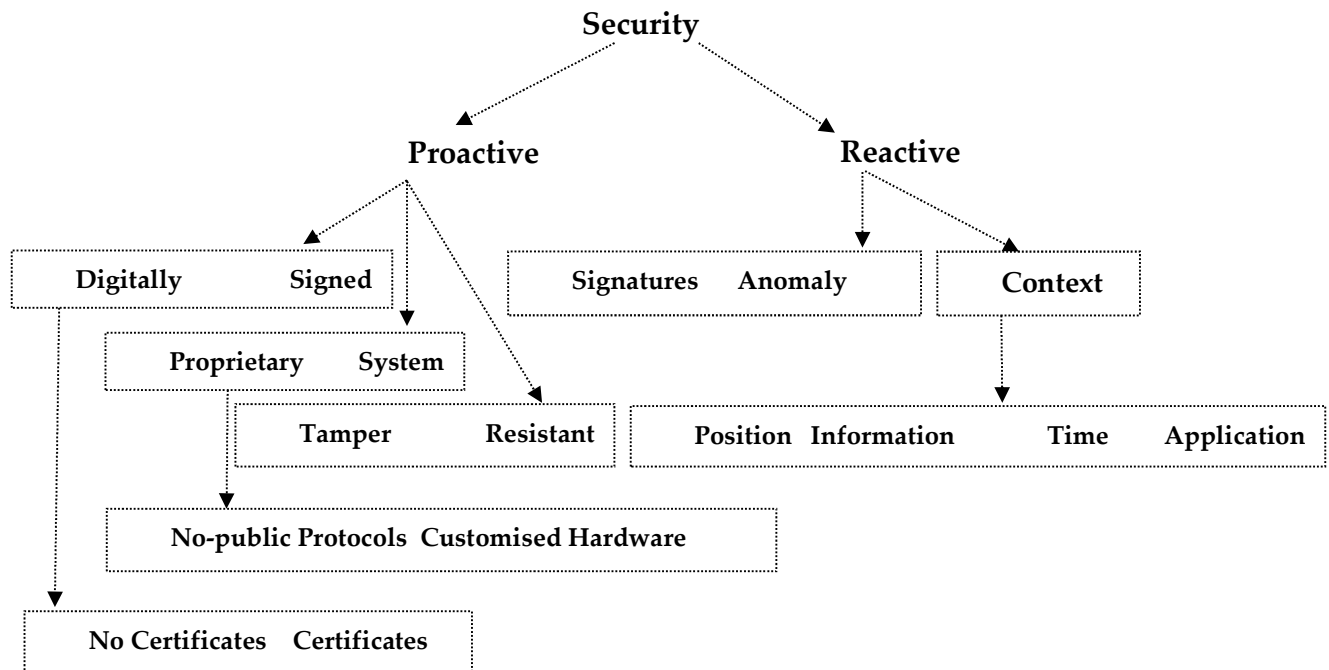 Security
Proactive
Reactive
Digitally Signed
Signatures Anomaly
Context
Proprietary System
Tamper Resistant
Position Information Time Application
No-public Protocols Customised Hardware
No Certificates Certificates